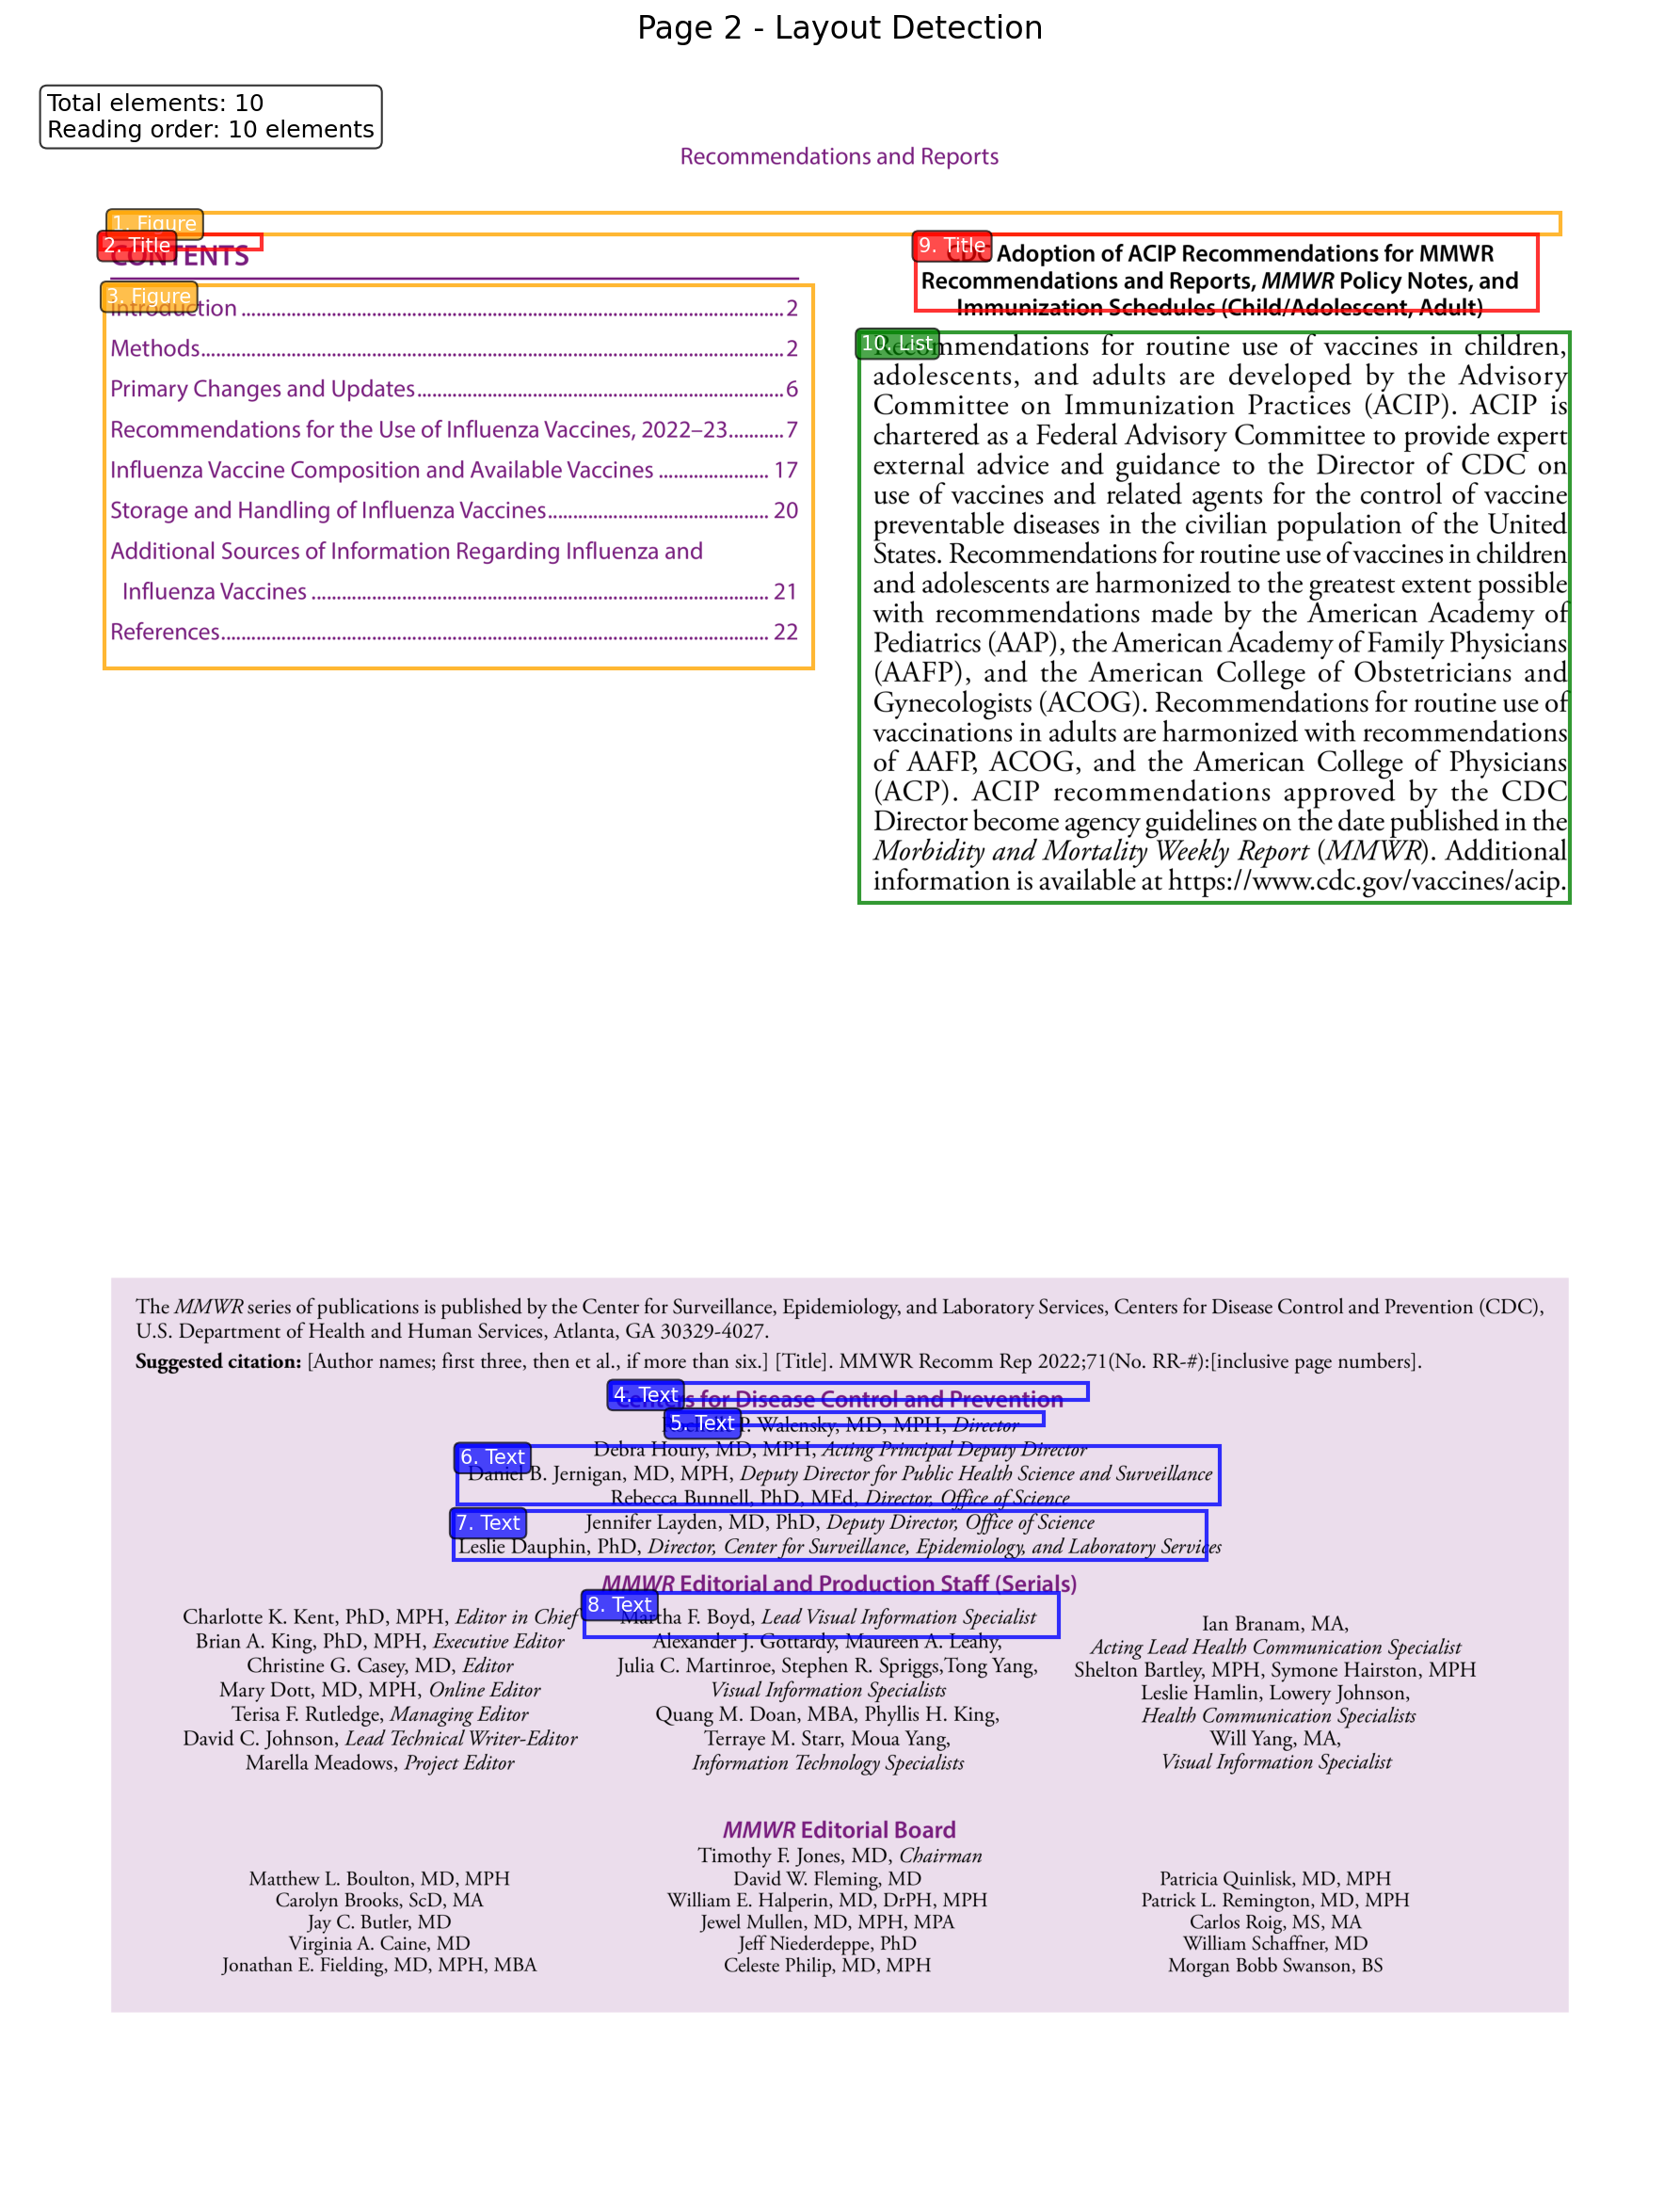 Page 2 - Layout Detection
Total elements: 10
Reading order: 10 elements
Recommendations and Reports
1. Figure
2. Title
CONTENTS
3. Figure
Introduction 2
Methods 2
Primary Changes and Updates 6
Recommendations for the Use of Influenza Vaccines, 2022–23 7
Influenza Vaccine Composition and Available Vaccines 17
Storage and Handling of Influenza Vaccines 20
Additional Sources of Information Regarding Influenza and
Influenza Vaccines 21
References 22
9. Title
CDC Adoption of ACIP Recommendations for MMWR
Recommendations and Reports, MMWR Policy Notes, and
Immunization Schedules (Child/Adolescent, Adult)
10. List
Recommendations for routine use of vaccines in children,
adolescents, and adults are developed by the Advisory
Committee on Immunization Practices (ACIP). ACIP is
chartered as a Federal Advisory Committee to provide expert
external advice and guidance to the Director of CDC on
use of vaccines and related agents for the control of vaccine
preventable diseases in the civilian population of the United
States. Recommendations for routine use of vaccines in children
and adolescents are harmonized to the greatest extent possible
with recommendations made by the American Academy of
Pediatrics (AAP), the American Academy of Family Physicians
(AAFP), and the American College of Obstetricians and
Gynecologists (ACOG). Recommendations for routine use of
vaccinations in adults are harmonized with recommendations
of AAFP, ACOG, and the American College of Physicians
(ACP). ACIP recommendations approved by the CDC
Director become agency guidelines on the date published in the
Morbidity and Mortality Weekly Report (MMWR). Additional
information is available at https://www.cdc.gov/vaccines/acip.
The MMWR series of publications is published by the Center for Surveillance, Epidemiology, and Laboratory Services, Centers for Disease Control and Prevention (CDC),
U.S. Department of Health and Human Services, Atlanta, GA 30329-4027.
Suggested citation: [Author names; first three, then et al., if more than six.] [Title]. MMWR Recomm Rep 2022;71(No. RR-#):[inclusive page numbers].
4. Text
Centers for Disease Control and Prevention
5. Text
P. Walensky, MD, MPH, Director
Debra Houry, MD, MPH, Acting Principal Deputy Director
6. Text
Daniel B. Jernigan, MD, MPH, Deputy Director for Public Health Science and Surveillance
Rebecca Bunnell, PhD, MEd, Director, Office of Science
7. Text
Jennifer Layden, MD, PhD, Deputy Director, Office of Science
Leslie Dauphin, PhD, Director, Center for Surveillance, Epidemiology, and Laboratory Services
MMWR Editorial and Production Staff (Serials)
8. Text
Charlotte K. Kent, PhD, MPH, Editor in Chief
Brian A. King, PhD, MPH, Executive Editor
Christine G. Casey, MD, Editor
Mary Dott, MD, MPH, Online Editor
Terisa F. Rutledge, Managing Editor
David C. Johnson, Lead Technical Writer-Editor
Marella Meadows, Project Editor
Martha F. Boyd, Lead Visual Information Specialist
Alexander J. Gottardy, Maureen A. Leahy,
Julia C. Martinroe, Stephen R. Spriggs,Tong Yang,
Visual Information Specialists
Quang M. Doan, MBA, Phyllis H. King,
Terraye M. Starr, Moua Yang,
Information Technology Specialists
Ian Branam, MA,
Acting Lead Health Communication Specialist
Shelton Bartley, MPH, Symone Hairston, MPH
Leslie Hamlin, Lowery Johnson,
Health Communication Specialists
Will Yang, MA,
Visual Information Specialist
MMWR Editorial Board
Timothy F. Jones, MD, Chairman
Matthew L. Boulton, MD, MPH
Carolyn Brooks, ScD, MA
Jay C. Butler, MD
Virginia A. Caine, MD
Jonathan E. Fielding, MD, MPH, MBA
David W. Fleming, MD
William E. Halperin, MD, DrPH, MPH
Jewel Mullen, MD, MPH, MPA
Jeff Niederdeppe, PhD
Celeste Philip, MD, MPH
Patricia Quinlisk, MD, MPH
Patrick L. Remington, MD, MPH
Carlos Roig, MS, MA
William Schaffner, MD
Morgan Bobb Swanson, BS